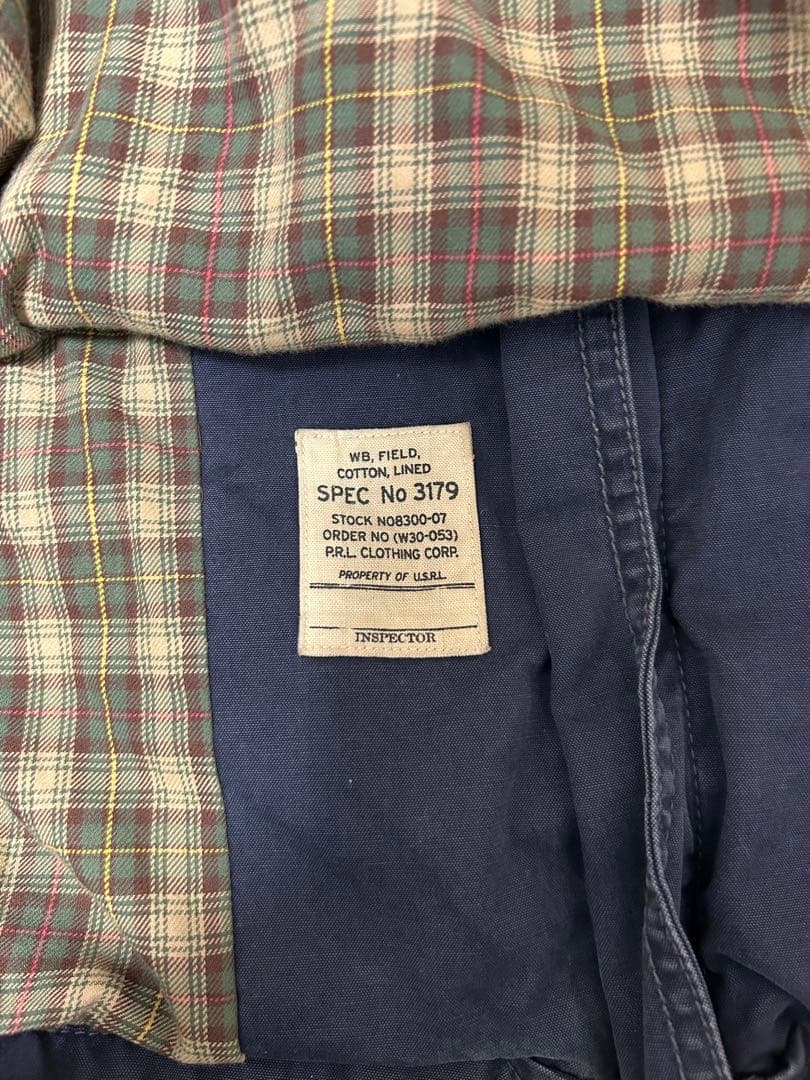 WB, FIELD,
COTTON, LINED
SPEC No 3179
STOCK NO8300-07
ORDER NO (W30-053)
P.R.L. CLOTHING CORP.
PROPERTY OF U.S.R.L.
INSPECTOR